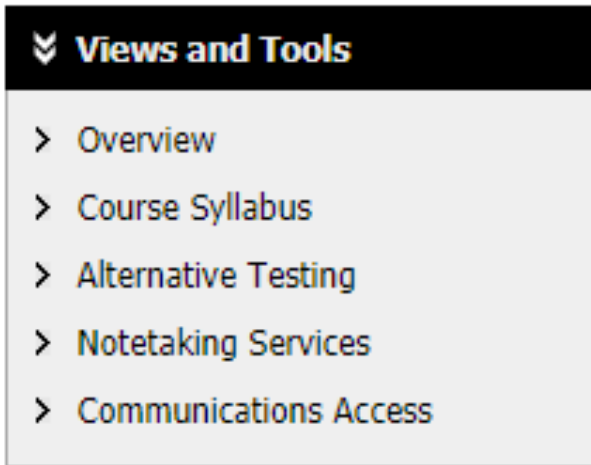 Views and Tools
Overview
Course Syllabus
Alternative Testing
Notetaking Services
Communications Access